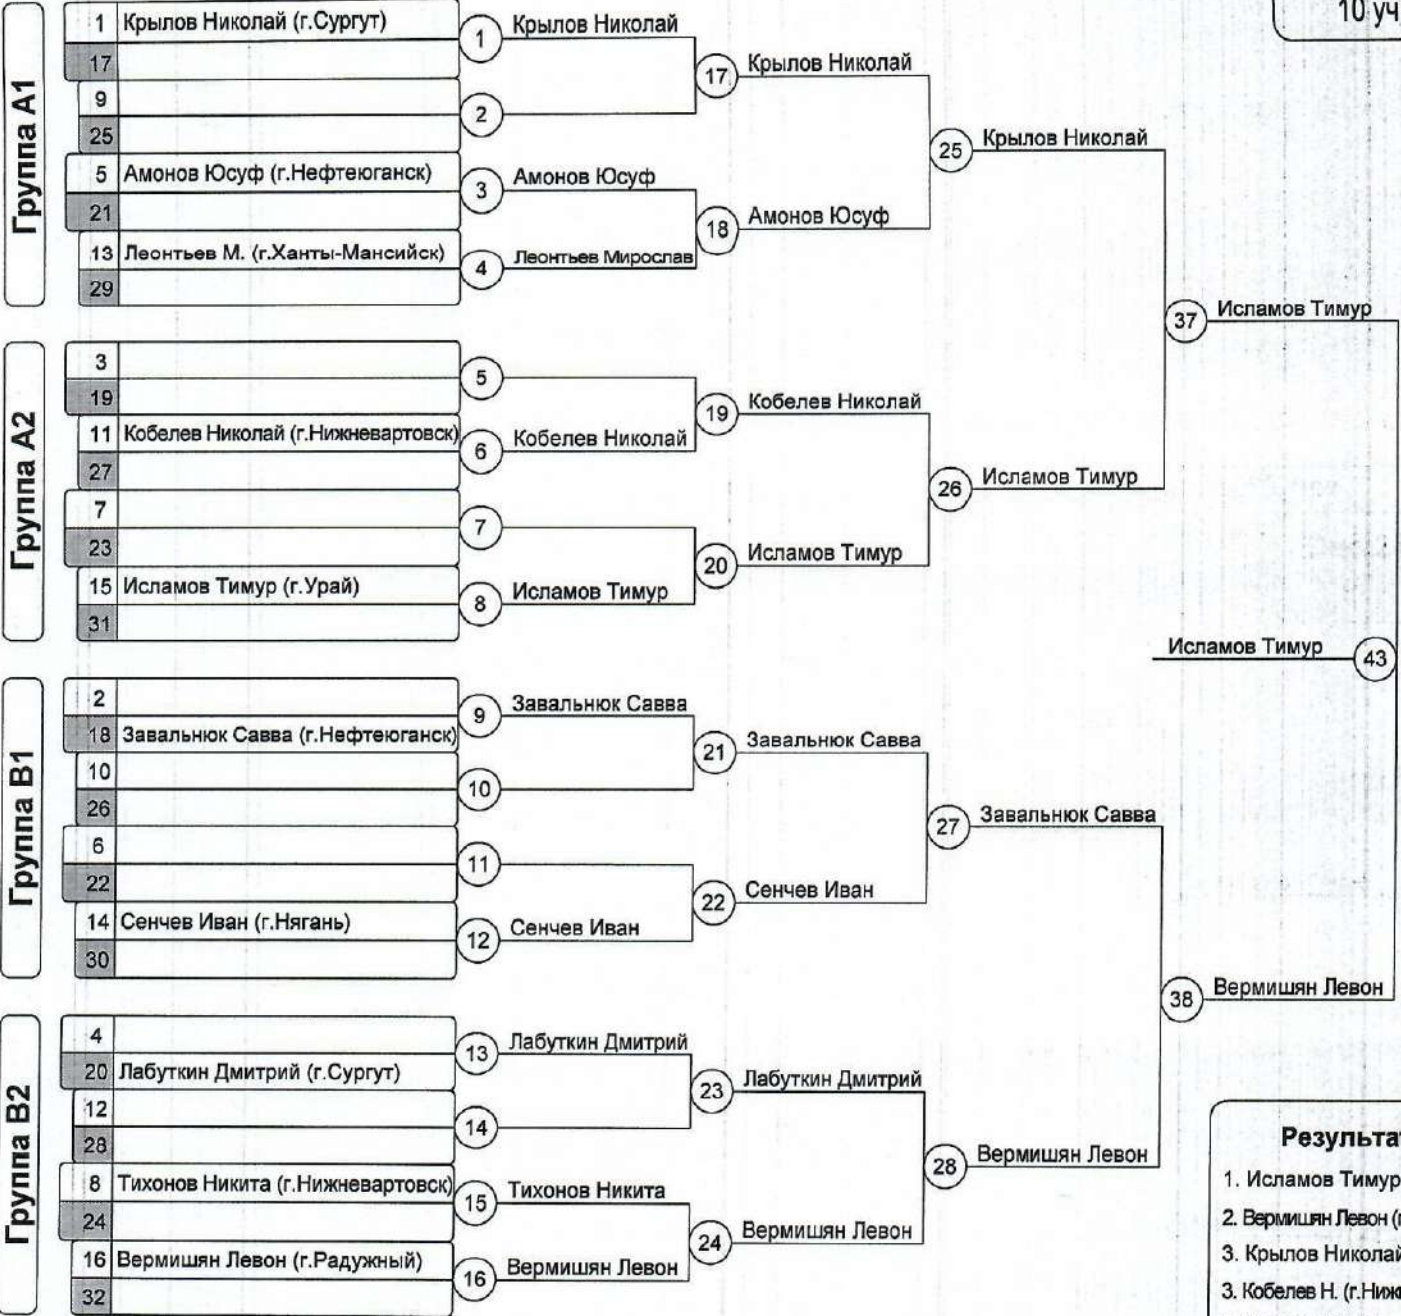 10 уч
Группа А1
1 Крылов Николай (г.Сургут)
17
9
25
5 Амонов Юсуф (г.Нефтеюганск)
21
13 Леонтьев М. (г.Ханты-Мансийск)
29
1 Крылов Николай
2
3 Амонов Юсуф
4 Леонтьев Мирослав
17 Крылов Николай
18 Амонов Юсуф
25 Крылов Николай
Группа А2
3
19
11 Кобелев Николай (г.Нижневартовск)
27
7
23
15 Исламов Тимур (г.Урай)
31
5
6 Кобелев Николай
7
8 Исламов Тимур
19 Кобелев Николай
20 Исламов Тимур
26 Исламов Тимур
37 Исламов Тимур
Исламов Тимур 43
Группа В1
2
18 Завальнюк Савва (г.Нефтеюганск)
10
26
6
22
14 Сенчев Иван (г.Нягань)
30
9 Завальнюк Савва
10
11
12 Сенчев Иван
21 Завальнюк Савва
22 Сенчев Иван
27 Завальнюк Савва
38 Вермишян Левон
Группа В2
4
20 Лабуткин Дмитрий (г.Сургут)
12
28
8 Тихонов Никита (г.Нижневартовск)
24
16 Вермишян Левон (г.Радужный)
32
13 Лабуткин Дмитрий
14
15 Тихонов Никита
16 Вермишян Левон
23 Лабуткин Дмитрий
24 Вермишян Левон
28 Вермишян Левон
Результа
1. Исламов Тимур
2. Вермишян Левон (
3. Крылов Николай
3. Кобелев Н. (г.Ниж